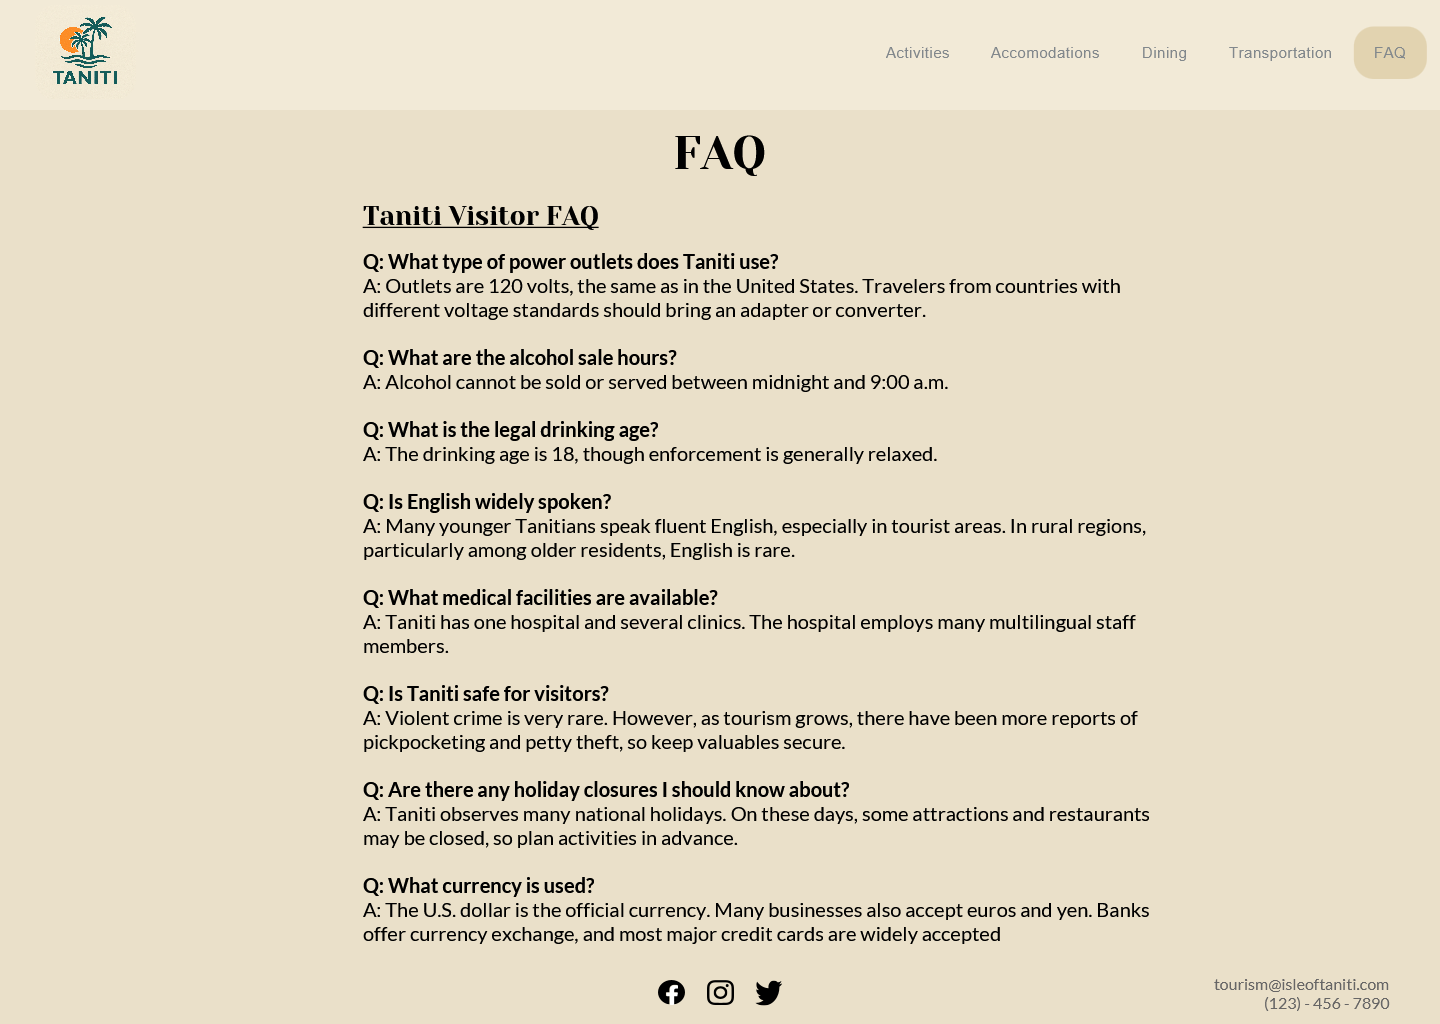 TANITI
Activities
Accomodations
Dining
Transportation
FAQ
FAQ
Taniti Visitor FAQ
Q: What type of power outlets does Taniti use?
A: Outlets are 120 volts, the same as in the United States. Travelers from countries with
different voltage standards should bring an adapter or converter.
Q: What are the alcohol sale hours?
A: Alcohol cannot be sold or served between midnight and 9:00 a.m.
Q: What is the legal drinking age?
A: The drinking age is 18, though enforcement is generally relaxed.
Q: Is English widely spoken?
A: Many younger Tanitians speak fluent English, especially in tourist areas. In rural regions,
particularly among older residents, English is rare.
Q: What medical facilities are available?
A: Taniti has one hospital and several clinics. The hospital employs many multilingual staff
members.
Q: Is Taniti safe for visitors?
A: Violent crime is very rare. However, as tourism grows, there have been more reports of
pickpocketing and petty theft, so keep valuables secure.
Q: Are there any holiday closures I should know about?
A: Taniti observes many national holidays. On these days, some attractions and restaurants
may be closed, so plan activities in advance.
Q: What currency is used?
A: The U.S. dollar is the official currency. Many businesses also accept euros and yen. Banks
offer currency exchange, and most major credit cards are widely accepted
tourism@isleoftaniti.com
(123) - 456 - 7890